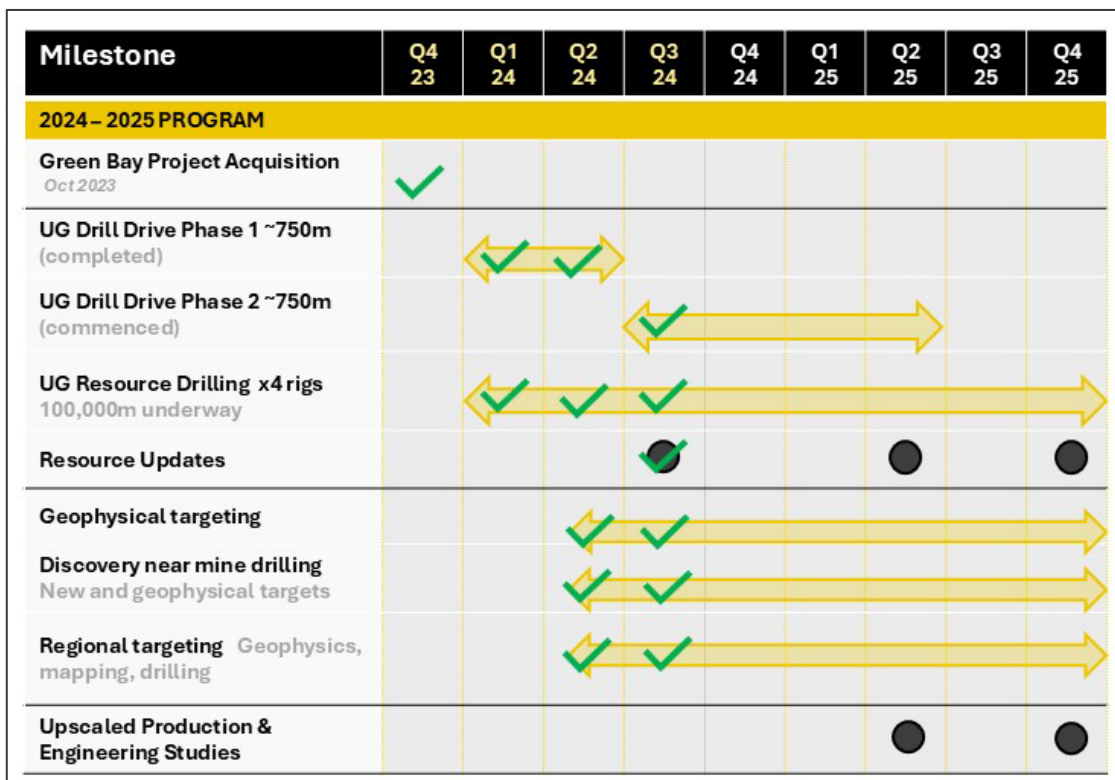 Milestone
Q4 23
Q1 24
Q2 24
Q3 24
Q4 24
Q1 25
Q2 25
Q3 25
Q4 25
2024 – 2025 PROGRAM
Green Bay Project Acquisition
Oct 2023
UG Drill Drive Phase 1 ~750m
(completed)
UG Drill Drive Phase 2 ~750m
(commenced)
UG Resource Drilling x4 rigs
100,000m underway
Resource Updates
Geophysical targeting
Discovery near mine drilling
New and geophysical targets
Regional targeting Geophysics,
mapping, drilling
Upscaled Production &
Engineering Studies